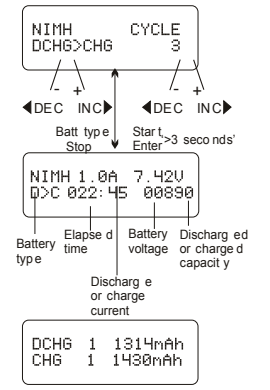 NIMH CYCLE
DCHG>CHG 3
- + - +
◀DEC INC▶ ◀DEC INC▶
Batt type Start,
Stop Enter >3 seconds'
NIMH 1.0A 7.42V
D>C 022:45 00890
Battery type
Elapsed time
Battery voltage
Discharged or charged capacity
Discharge or charge current
DCHG 1 1314mAh
CHG 1 1430mAh